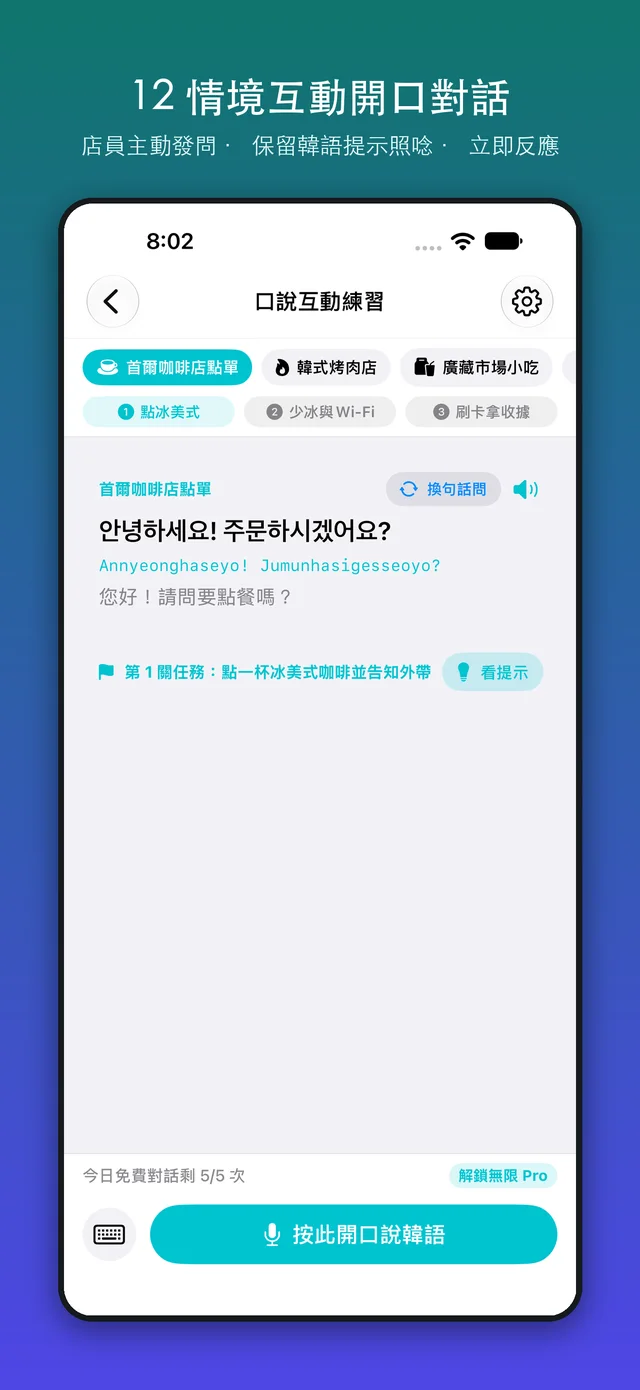 12 情境互動開口對話
店員主動發問 · 保留韓語提示照唸 · 立即反應
8:02
口說互動練習
首爾咖啡店點單 韓式烤肉店 廣藏市場小吃
1 點冰美式 2 少冰與Wi-Fi 3 刷卡拿收據
首爾咖啡店點單 換句話問
안녕하세요! 주문하시겠어요?
Annyeonghaseyo! Jumunhasigesseoyo?
您好！請問要點餐嗎？
第 1 關任務：點一杯冰美式咖啡並告知外帶 看提示
今日免費對話剩 5/5 次 解鎖無限 Pro
按此開口說韓語